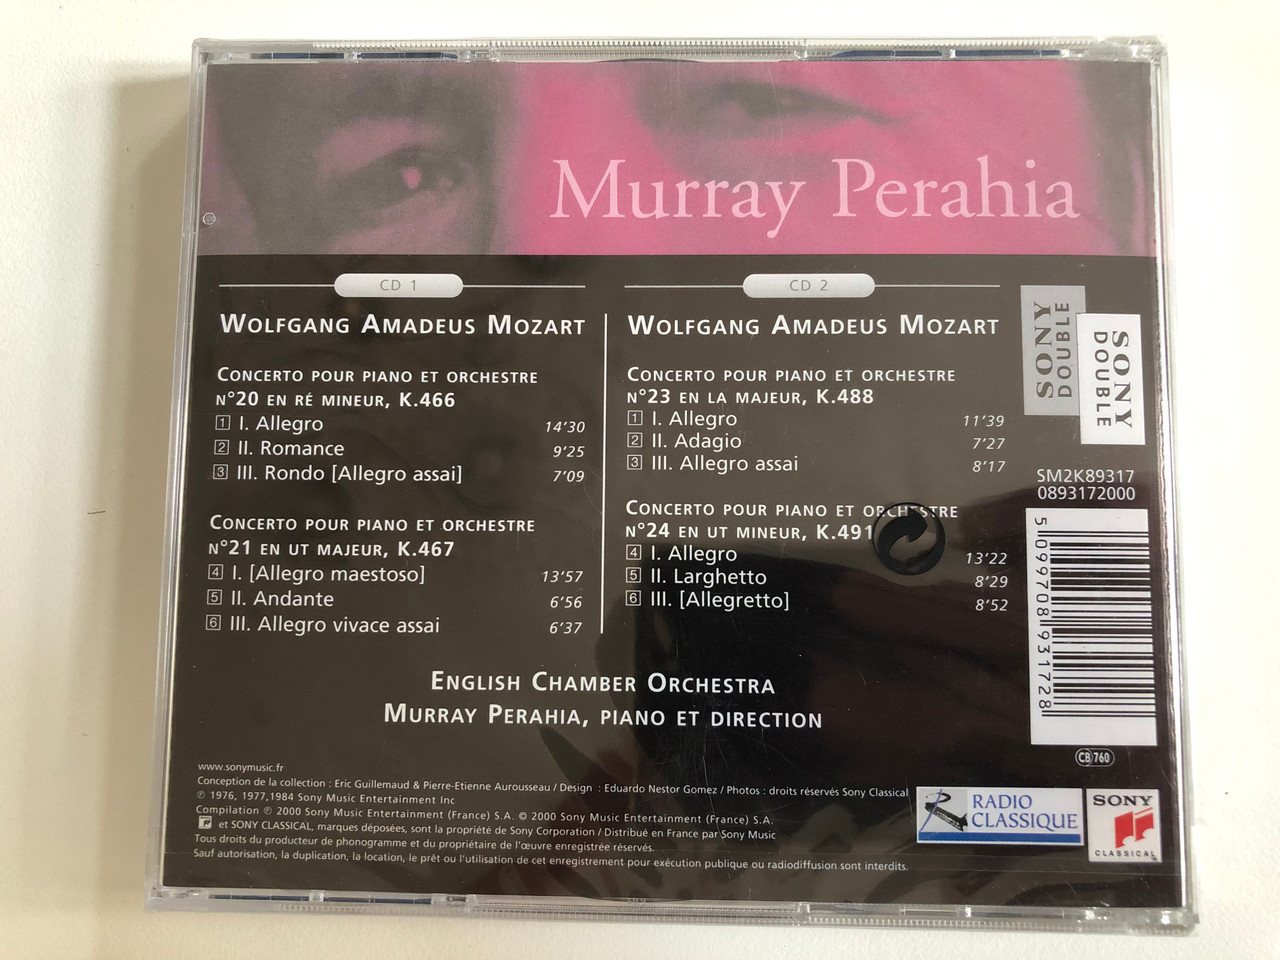 Murray Perahia
CD 1
WOLFGANG AMADEUS MOZART
CONCERTO POUR PIANO ET ORCHESTRE
N°20 EN RÉ MINEUR, K.466
1 I. Allegro 14'30
2 II. Romance 9'25
3 III. Rondo [Allegro assai] 7'09
CONCERTO POUR PIANO ET ORCHESTRE
N°21 EN UT MAJEUR, K.467
4 I. [Allegro maestoso] 13'57
5 II. Andante 6'56
6 III. Allegro vivace assai 6'37
CD 2
WOLFGANG AMADEUS MOZART
CONCERTO POUR PIANO ET ORCHESTRE
N°23 EN LA MAJEUR, K.488
1 I. Allegro 11'39
2 II. Adagio 7'27
3 III. Allegro assai 8'17
CONCERTO POUR PIANO ET ORCHESTRE
N°24 EN UT MINEUR, K.491
4 I. Allegro 13'22
5 II. Larghetto 8'29
6 III. [Allegretto] 8'52
ENGLISH CHAMBER ORCHESTRA
MURRAY PERAHIA, PIANO ET DIRECTION
SONY
DOUBLE
SONY
DOUBLE
SM2K89317
0893172000
5 099708 931728
CB 760
www.sonymusic.fr
Conception de la collection : Eric Guillemaud & Pierre-Etienne Aurousseau / Design : Eduardo Nestor Gomez / Photos : droits réservés Sony Classical
℗ 1976, 1977,1984 Sony Music Entertainment Inc
Compilation ℗ 2000 Sony Music Entertainment (France) S.A. © 2000 Sony Music Entertainment (France) S.A.
et SONY CLASSICAL, marques déposées, sont la propriété de Sony Corporation / Distribué en France par Sony Music
Tous droits du producteur de phonogramme et du propriétaire de l'œuvre enregistrée réservés.
Sauf autorisation, la duplication, la location, le prêt ou l'utilisation de cet enregistrement pour exécution publique ou radiodiffusion sont interdits.
RADIO
CLASSIQUE
SONY
CLASSICAL